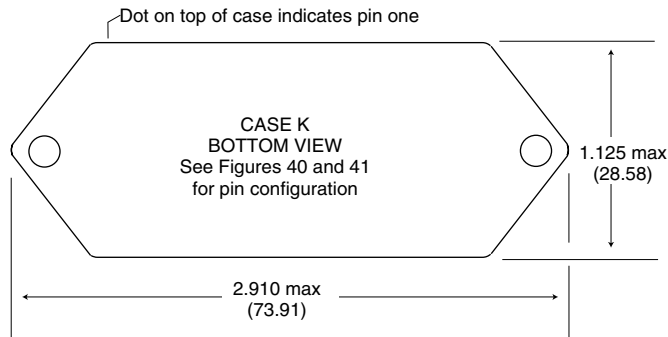 Dot on top of case indicates pin one
CASE K
BOTTOM VIEW
See Figures 40 and 41
for pin configuration
1.125 max
(28.58)
2.910 max
(73.91)